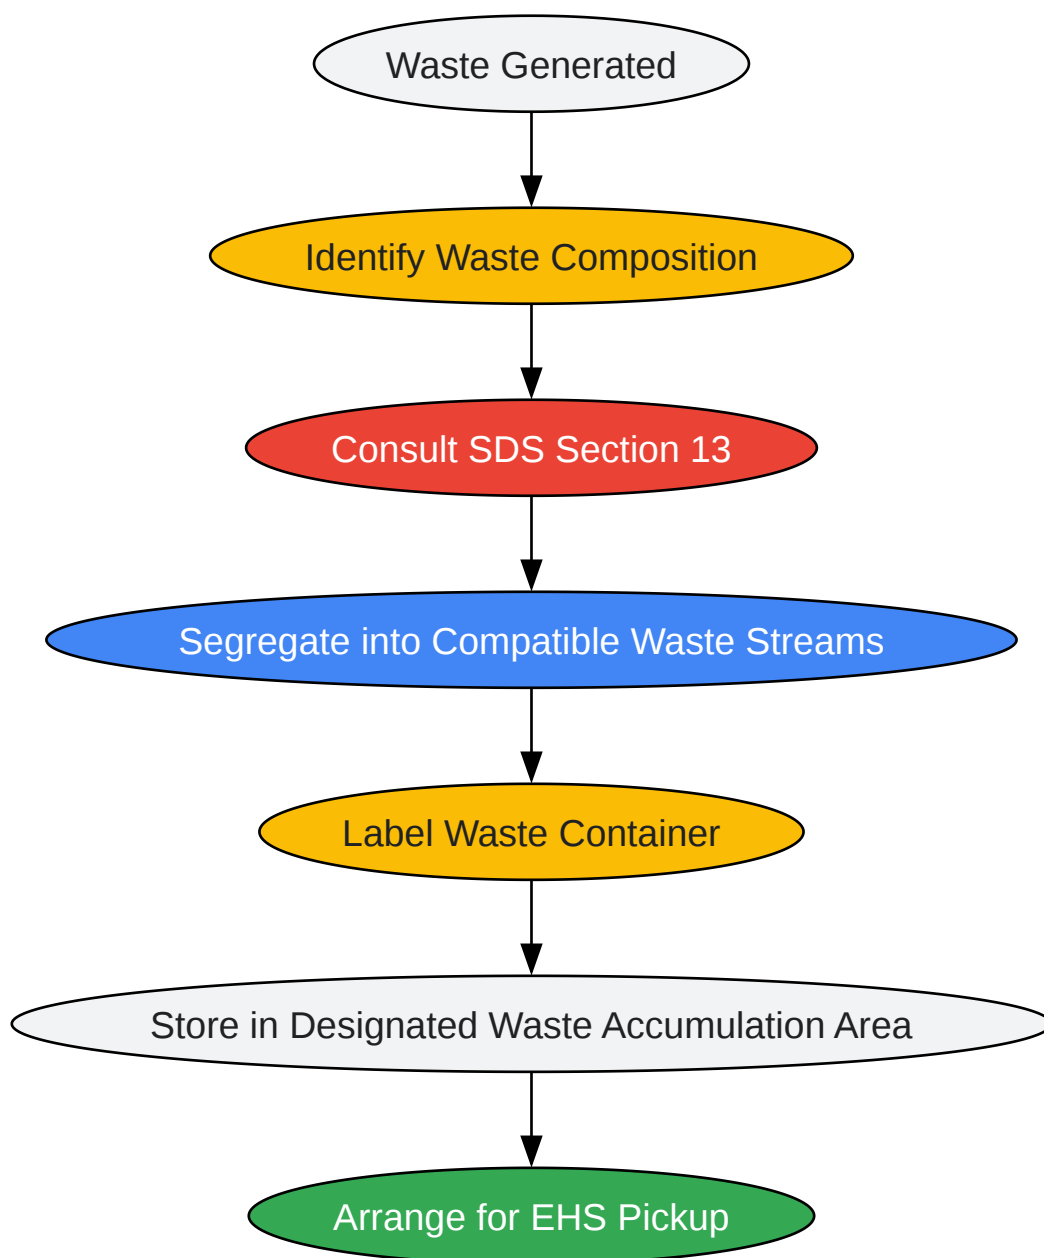 Waste Generated
Identify Waste Composition
Consult SDS Section 13
Segregate into Compatible Waste Streams
Label Waste Container
Store in Designated Waste Accumulation Area
Arrange for EHS Pickup